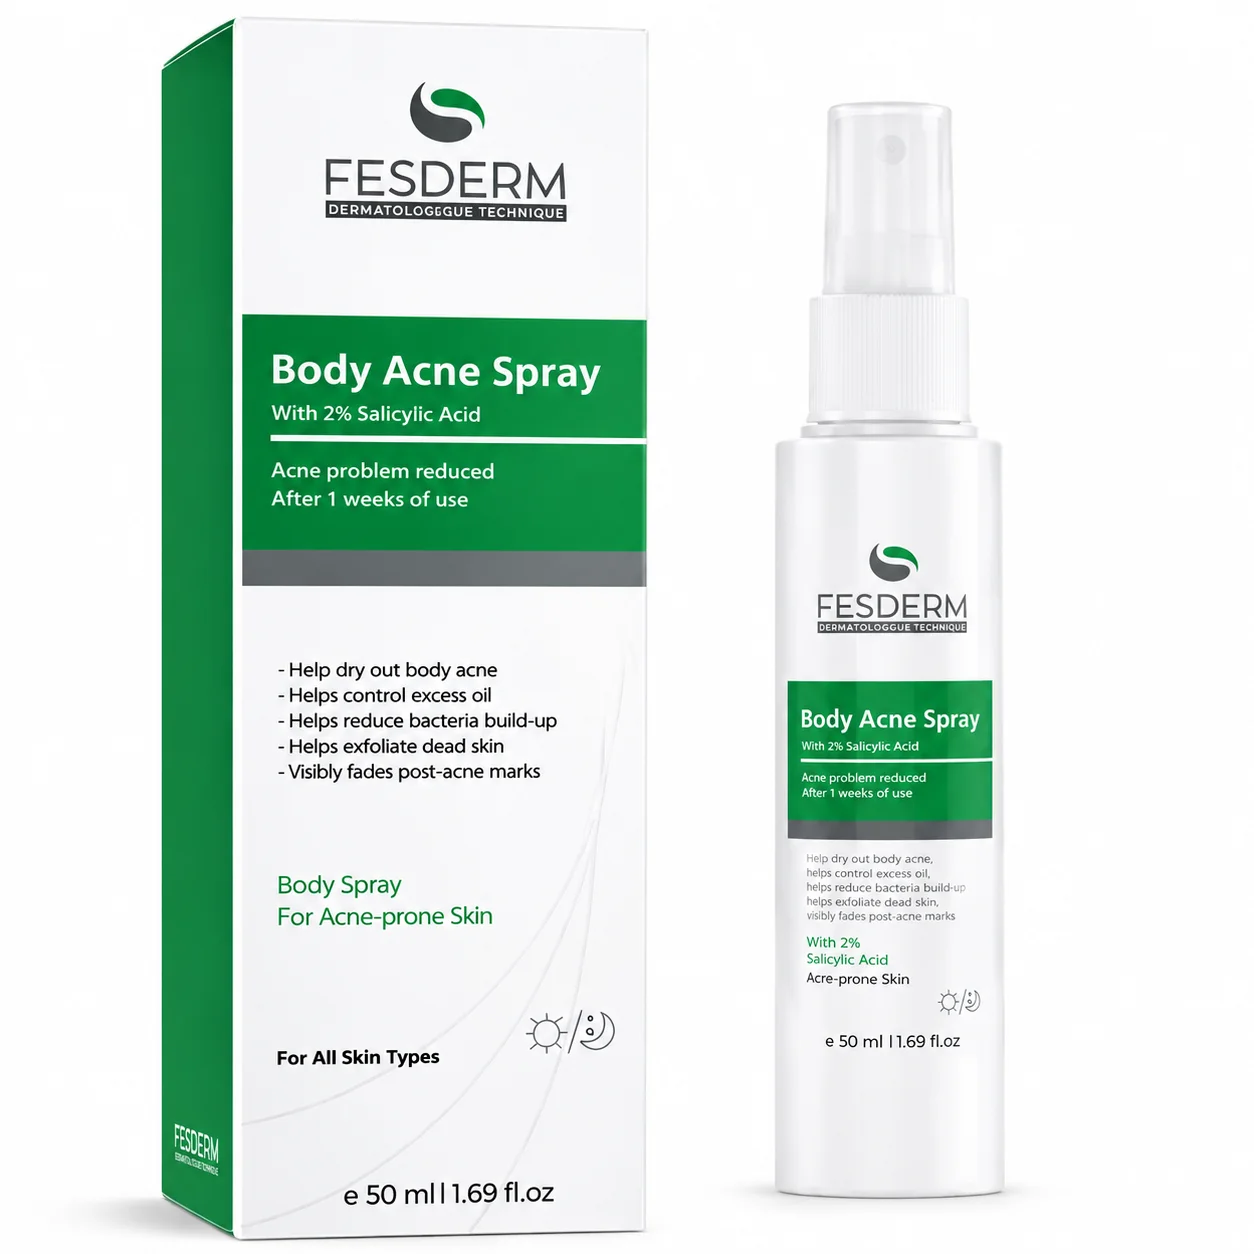 FESDERM
DERMATOLOGGUE TECHNIQUE
Body Acne Spray
With 2% Salicylic Acid
Acne problem reduced
After 1 weeks of use
- Help dry out body acne
- Helps control excess oil
- Helps reduce bacteria build-up
- Helps exfoliate dead skin
- Visibly fades post-acne marks
Body Spray
For Acne-prone Skin
For All Skin Types
e 50 ml | 1.69 fl.oz
FESDERM
FESDERM
DERMATOLOGGUE TECHNIQUE
Body Acne Spray
With 2% Salicylic Acid
Acne problem reduced
After 1 weeks of use
Help dry out body acne,
helps control excess oil,
helps reduce bacteria build-up
helps exfoliate dead skin,
visibly fades post-acne marks
With 2%
Salicylic Acid
Acre-prone Skin
e 50 ml | 1.69 fl.oz